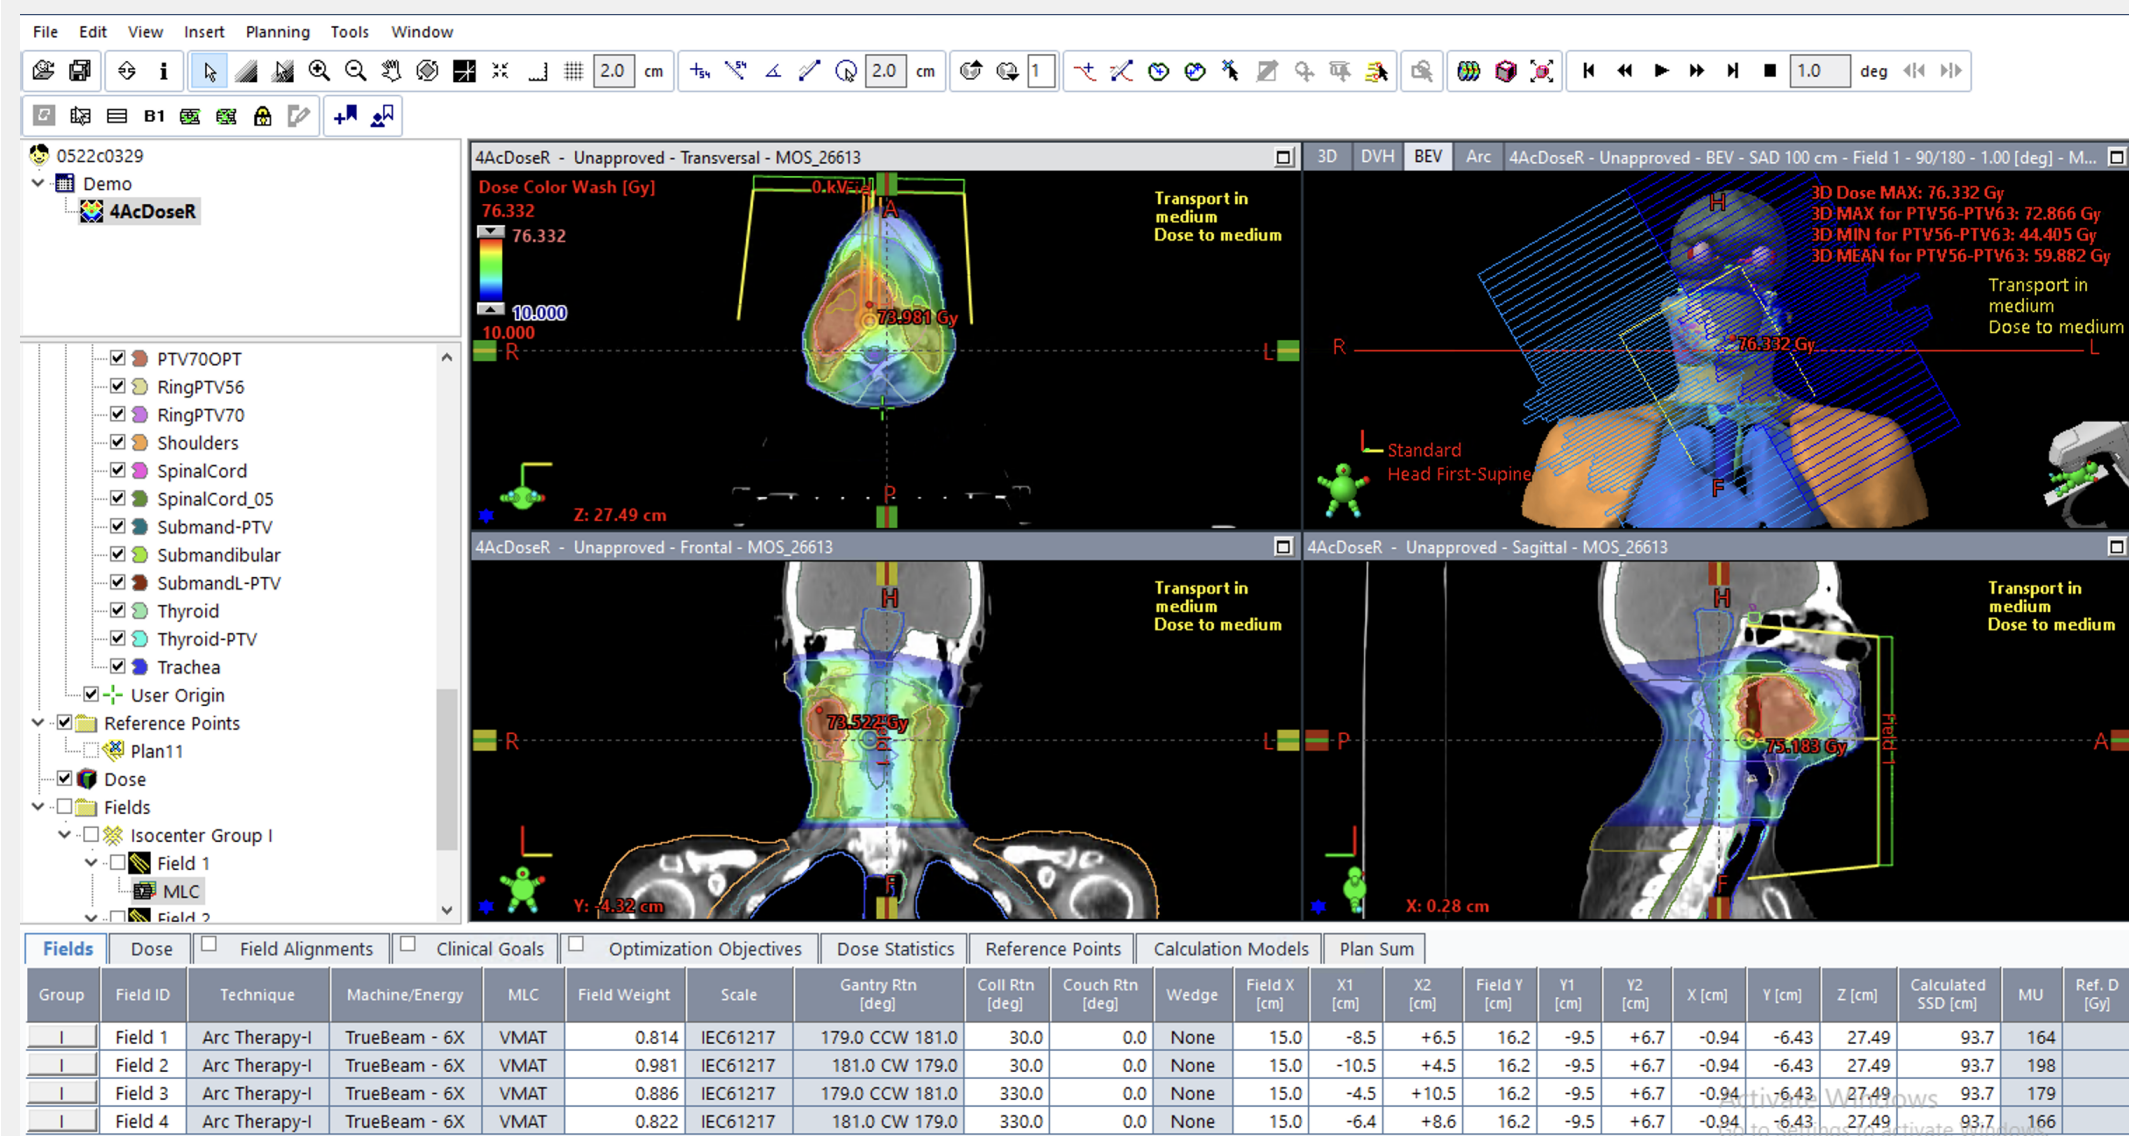 File Edit View Insert Planning Tools Window
2.0 cm 2.0 cm 1 1.0 deg
B1
0522c0329
Demo
4AcDoseR
PTV70OPT
RingPTV56
RingPTV70
Shoulders
SpinalCord
SpinalCord_05
Submand-PTV
Submandibular
SubmandL-PTV
Thyroid
Thyroid-PTV
Trachea
User Origin
Reference Points
Plan11
Dose
Fields
Isocenter Group I
Field 1
MLC
Field 2
4AcDoseR - Unapproved - Transversal - MOS_26613
Dose Color Wash [Gy]
76.332
76.332
10.000
10.000
0 kV
A
Transport in
medium
Dose to medium
73.981 Gy
R
L
P
Z: 27.49 cm
3D DVH BEV Arc 4AcDoseR - Unapproved - BEV - SAD 100 cm - Field 1 - 90/180 - 1.00 [deg] - M...
3D Dose MAX: 76.332 Gy
3D MAX for PTV56-PTV63: 72.866 Gy
3D MIN for PTV56-PTV63: 44.405 Gy
3D MEAN for PTV56-PTV63: 59.882 Gy
Transport in
medium
Dose to medium
H
76.332 Gy
R
L
Standard
Head First-Supine
F
4AcDoseR - Unapproved - Frontal - MOS_26613
Transport in
medium
Dose to medium
H
73.522 Gy
R
L
F
Y: -4.32 cm
4AcDoseR - Unapproved - Sagittal - MOS_26613
Transport in
medium
Dose to medium
H
Field 1
75.183 Gy
P
A
F
X: 0.28 cm
Fields Dose Field Alignments Clinical Goals Optimization Objectives Dose Statistics Reference Points Calculation Models Plan Sum
Group Field ID Technique Machine/Energy MLC Field Weight Scale Gantry Rtn [deg] Coll Rtn [deg] Couch Rtn [deg] Wedge Field X [cm] X1 [cm] X2 [cm] Field Y [cm] Y1 [cm] Y2 [cm] X [cm] Y [cm] Z [cm] Calculated SSD [cm] MU Ref. D [Gy]
I Field 1 Arc Therapy-I TrueBeam - 6X VMAT 0.814 IEC61217 179.0 CCW 181.0 30.0 0.0 None 15.0 -8.5 +6.5 16.2 -9.5 +6.7 -0.94 -6.43 27.49 93.7 164
I Field 2 Arc Therapy-I TrueBeam - 6X VMAT 0.981 IEC61217 181.0 CW 179.0 30.0 0.0 None 15.0 -10.5 +4.5 16.2 -9.5 +6.7 -0.94 -6.43 27.49 93.7 198
I Field 3 Arc Therapy-I TrueBeam - 6X VMAT 0.886 IEC61217 179.0 CCW 181.0 330.0 0.0 None 15.0 -4.5 +10.5 16.2 -9.5 +6.7 -0.94 -6.43 27.49 93.7 179
I Field 4 Arc Therapy-I TrueBeam - 6X VMAT 0.822 IEC61217 181.0 CW 179.0 330.0 0.0 None 15.0 -6.4 +8.6 16.2 -9.5 +6.7 -0.94 -6.43 27.49 93.7 166
Activate Windows
Go to Settings to activate Windows.